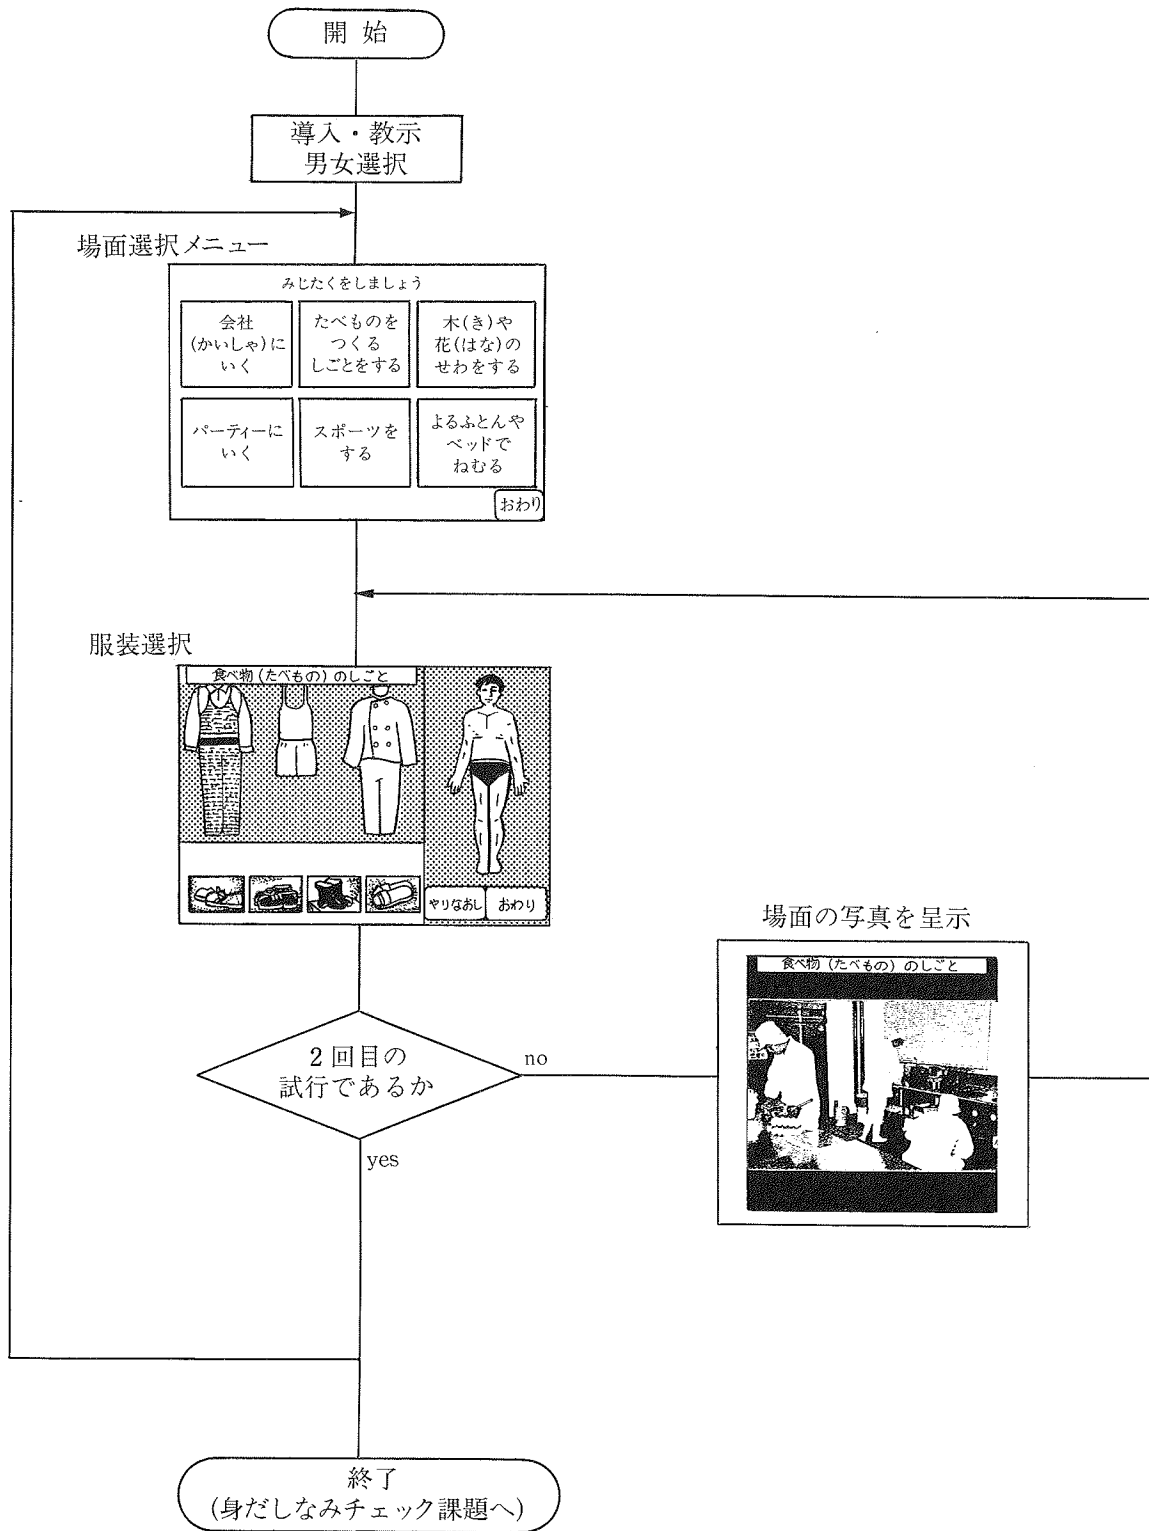 開 始
導入・教示
男女選択
場面選択メニュー
みじたくをしましょう
会社
(かいしゃ)に
いく
たべものを
つくる
しごとをする
木(き)や
花(はな)の
せわをする
パーティーに
いく
スポーツを
する
よるふとんや
ベッドで
ねむる
おわり
服装選択
食べ物 (たべもの) のしごと
やりなおし
おわり
2回目の
試行であるか
no
場面の写真を呈示
食べ物 (たべもの) のしごと
yes
終了
(身だしなみチェック課題へ)